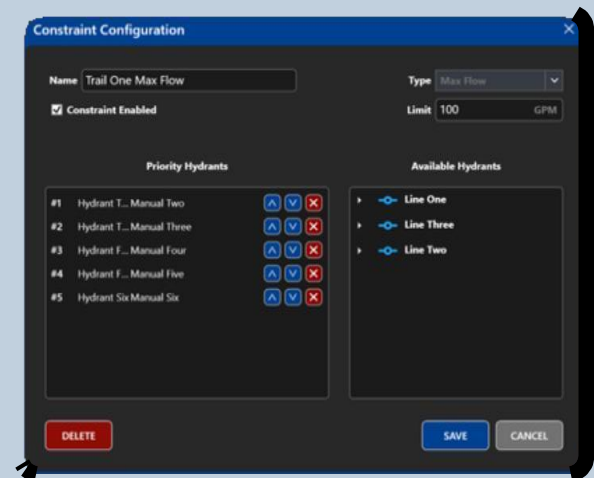 Constraint Configuration
Name Trail One Max Flow
Type Max Flow
Constraint Enabled
Limit 100 GPM
Priority Hydrants
Available Hydrants
#1 Hydrant T... Manual Two
#2 Hydrant T... Manual Three
#3 Hydrant F... Manual Four
#4 Hydrant F... Manual Five
#5 Hydrant Six Manual Six
Line One
Line Three
Line Two
DELETE
SAVE
CANCEL